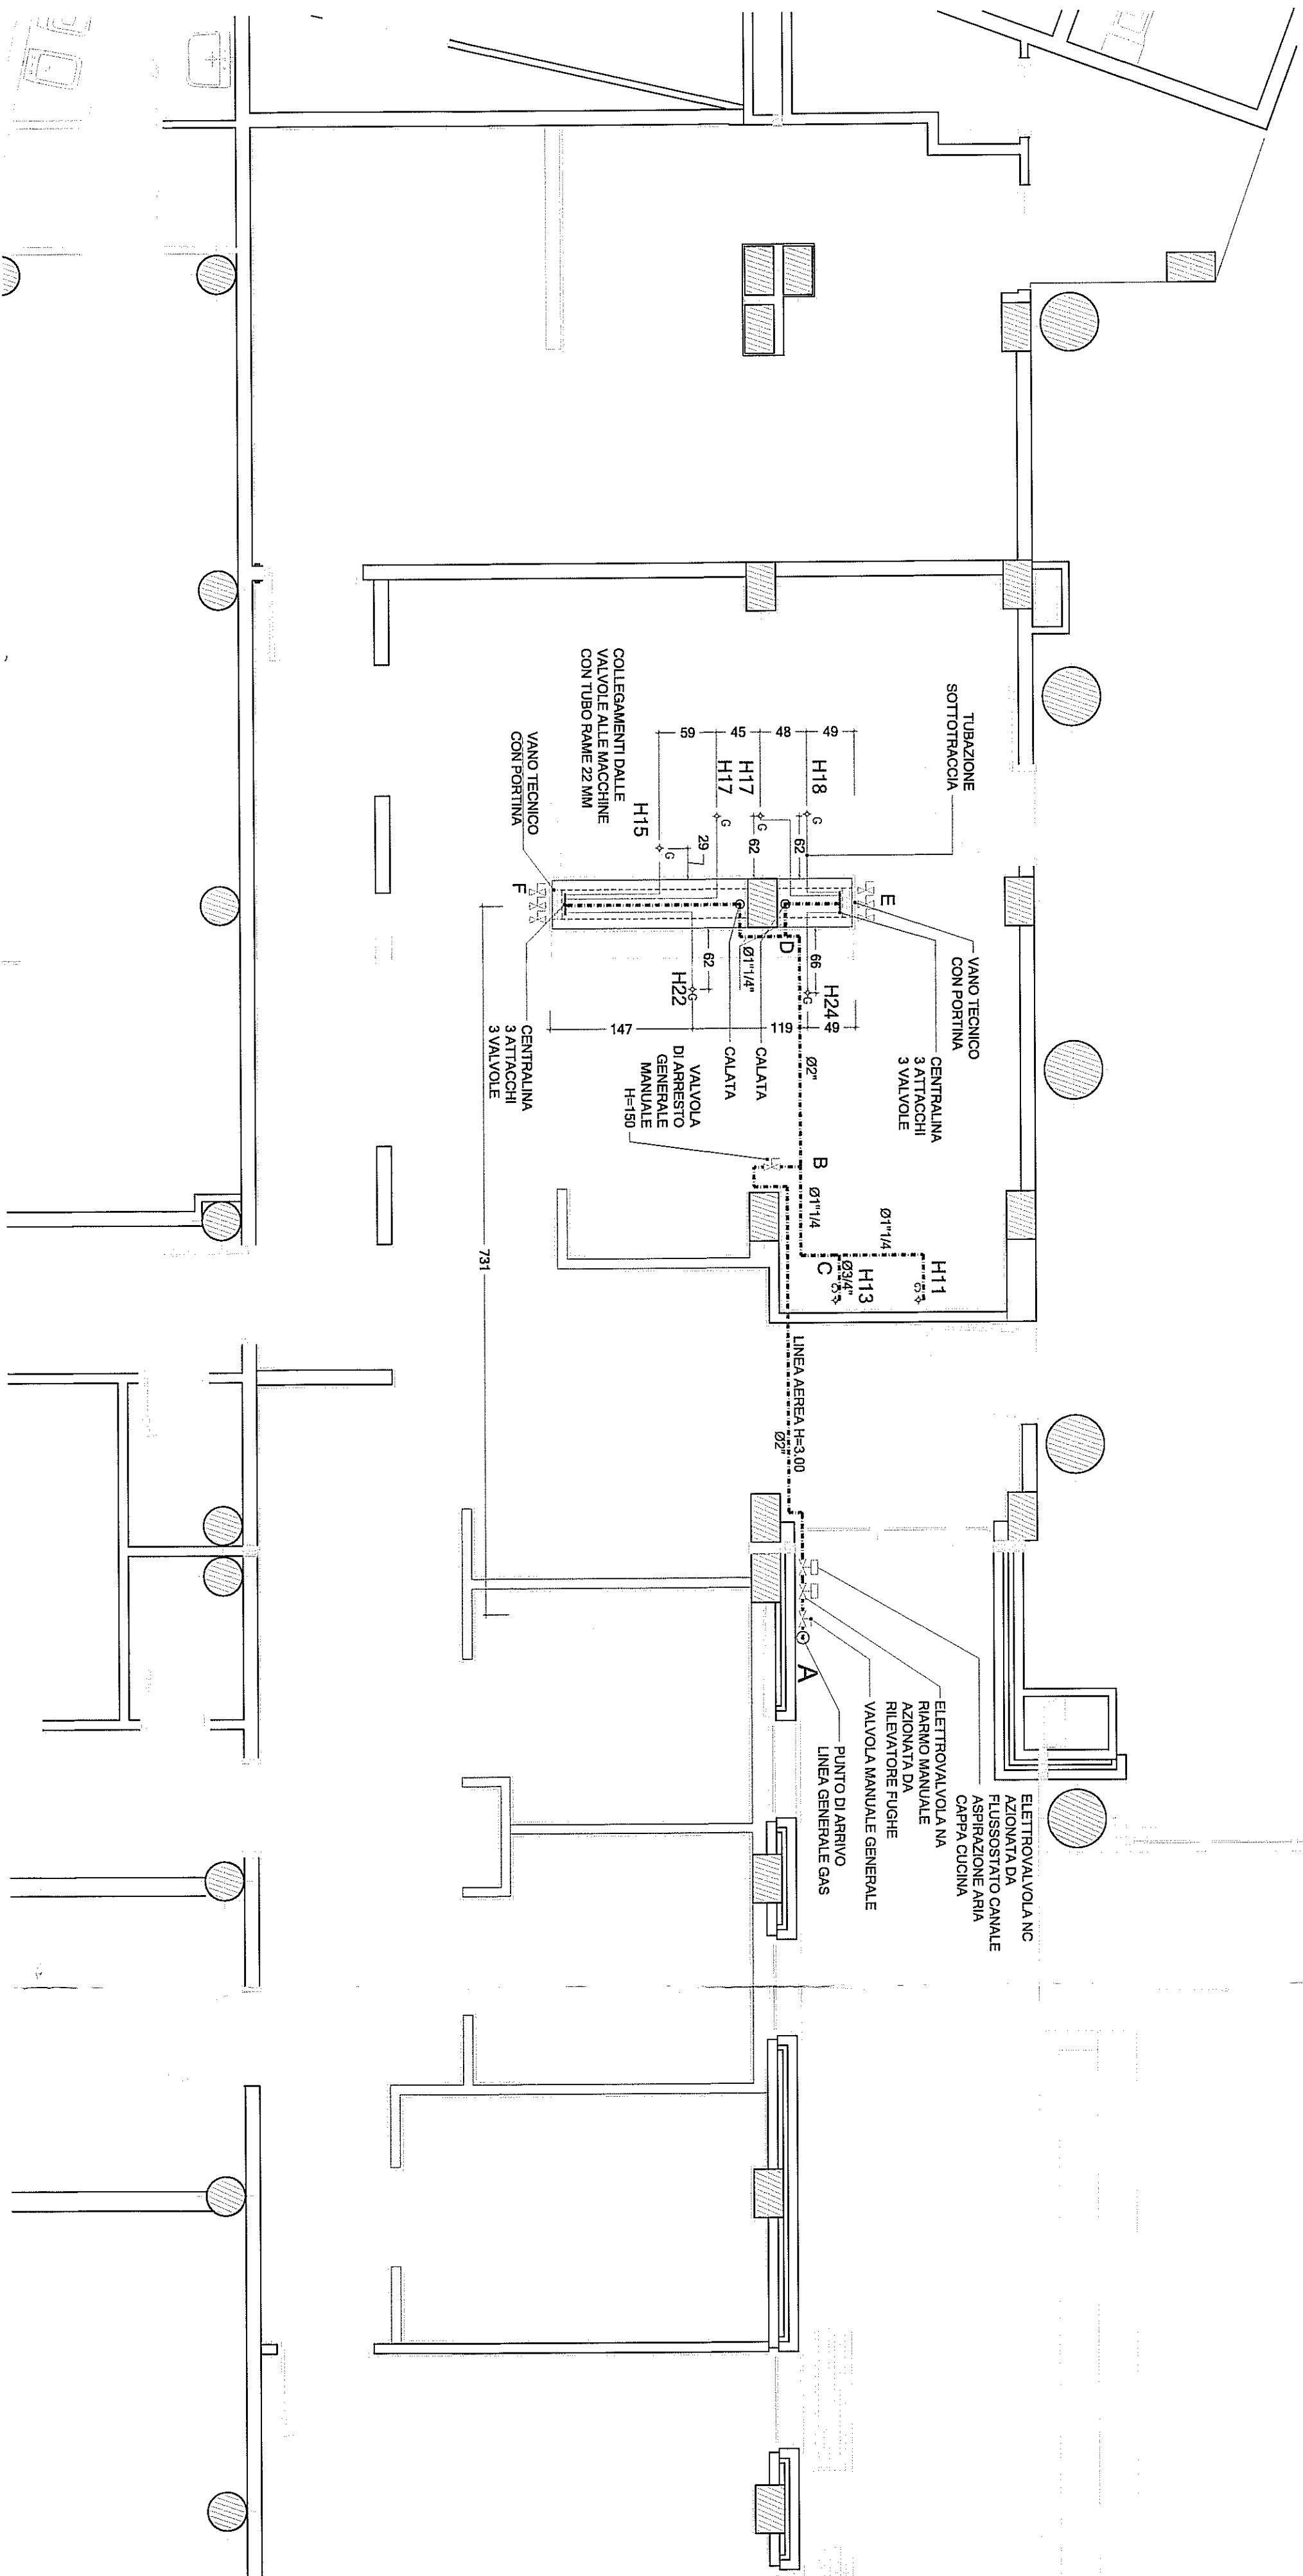 TUBAZIONE
SOTTOTRACCIA
COLLEGAMENTI DALLE
VALVOLE ALLE MACCHINE
CON TUBO RAME 22 MM
VANO TECNICO
CON PORTINA
59
45
48
49
H18
H17
H17
H15
G
G
G
G
62
62
29
E
F
VANO TECNICO
CON PORTINA
D
Ø1"1/4"
66
62
H24
G
H22
G
49
119
147
CENTRALINA
3 ATTACCHI
3 VALVOLE
CENTRALINA
3 ATTACCHI
3 VALVOLE
CALATA
CALATA
VALVOLA
DI ARRESTO
GENERALE
MANUALE
H=150
Ø2"
B
Ø1"1/4
Ø1"1/4
H11
G
H13
Ø3/4"
C
G
731
LINEA AEREA H=3.00
Ø2"
A
PUNTO DI ARRIVO
LINEA GENERALE GAS
VALVOLA MANUALE GENERALE
ELETTROVALVOLA NA
RIARMO MANUALE
AZIONATA DA
RILEVATORE FUGHE
ELETTROVALVOLA NC
AZIONATA DA
FLUSSOSTATO CANALE
ASPIRAZIONE ARIA
CAPPA CUCINA